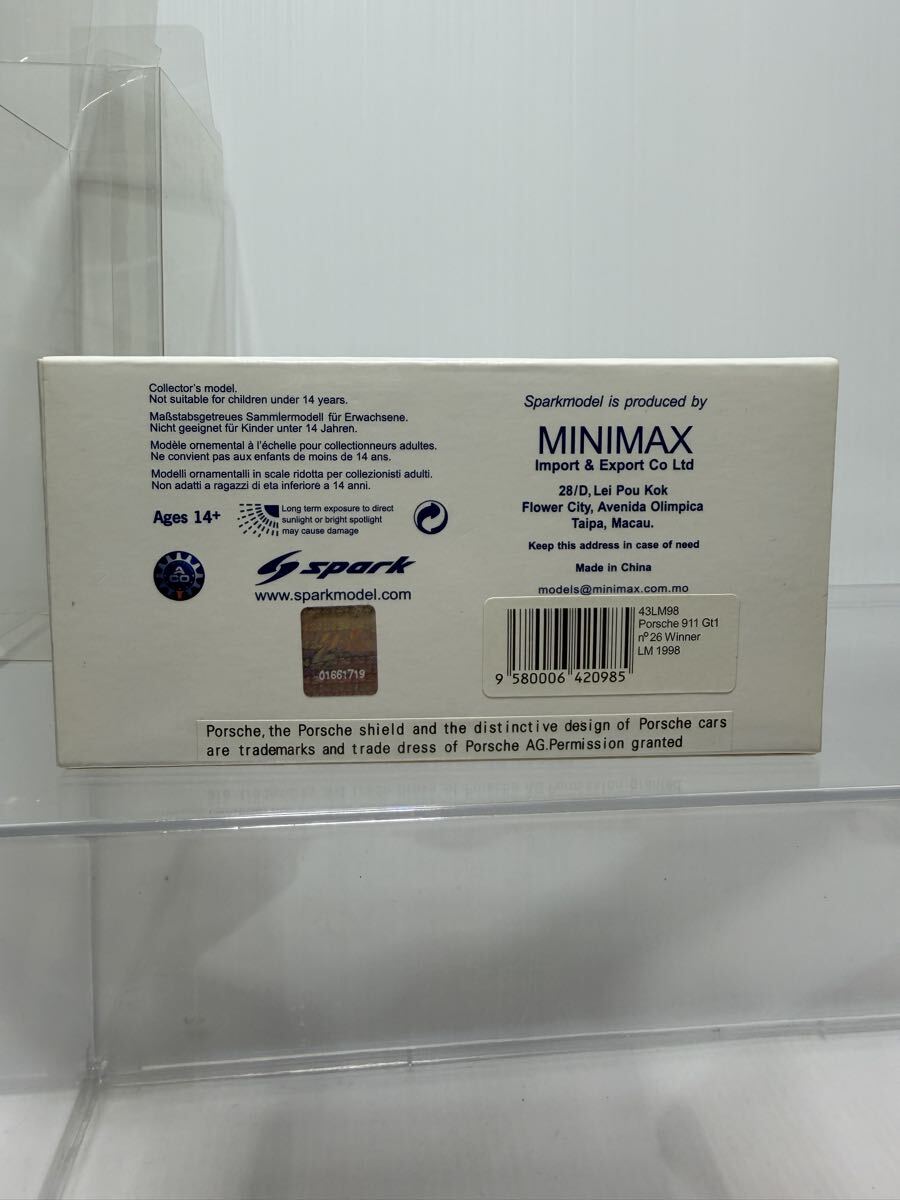 Collector's model.
Not suitable for children under 14 years.
Maßstabsgetreues Sammlermodell für Erwachsene.
Nicht geeignet für Kinder unter 14 Jahren.
Modèle ornemental à l'échelle pour collectionneurs adultes.
Ne convient pas aux enfants de moins de 14 ans.
Modelli ornamentalli in scale ridotta per collezionisti adulti.
Non adatti a ragazzi di eta inferiore a 14 anni.
Ages 14+
Long term exposure to direct
sunlight or bright spotlight
may cause damage
ACO
spark
www.sparkmodel.com
01661719
Sparkmodel is produced by
MINIMAX
Import & Export Co Ltd
28/D, Lei Pou Kok
Flower City, Avenida Olimpica
Taipa, Macau.
Keep this address in case of need
Made in China
models@minimax.com.mo
43LM98
Porsche 911 Gt1
nº26 Winner
LM 1998
9 580006 420985
Porsche, the Porsche shield and the distinctive design of Porsche cars
are trademarks and trade dress of Porsche AG.Permission granted